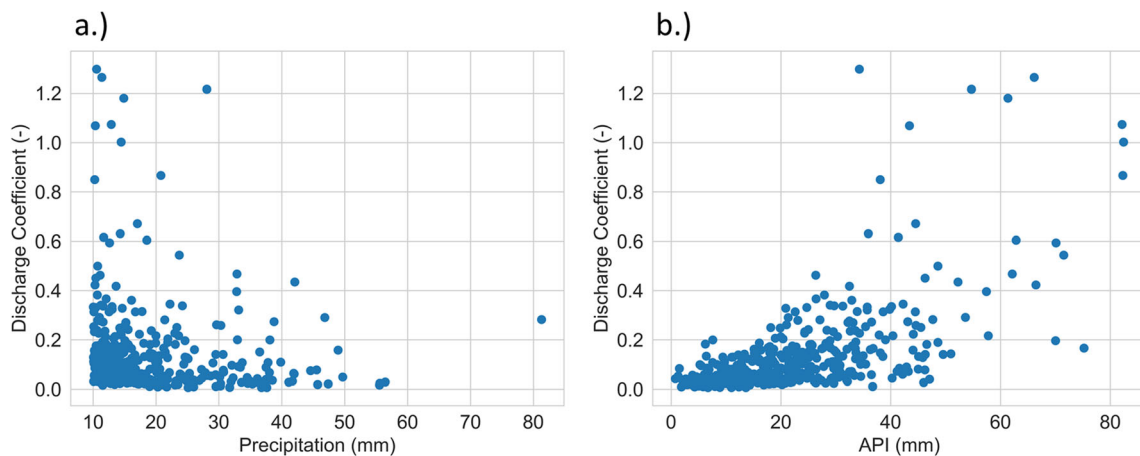 a.)
b.)
Discharge Coefficient (-)
1.2
1.0
0.8
0.6
0.4
0.2
0.0
10 20 30 40 50 60 70 80
Precipitation (mm)
Discharge Coefficient (-)
1.2
1.0
0.8
0.6
0.4
0.2
0.0
0 20 40 60 80
API (mm)